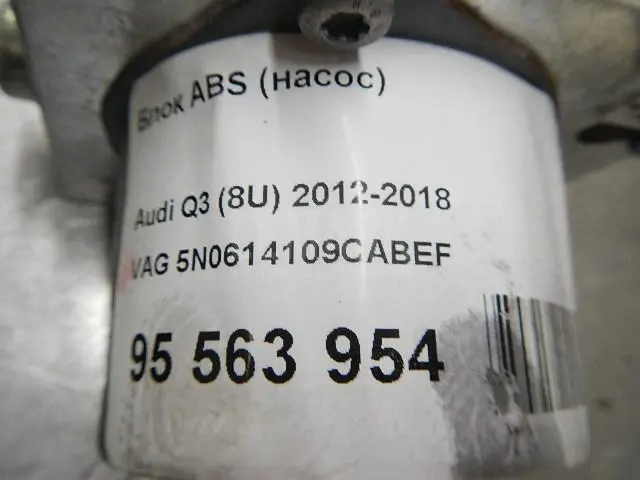 Блок ABS (насос)
Audi Q3 (8U) 2012-2018
VAG 5N0614109CABEF
95 563 954